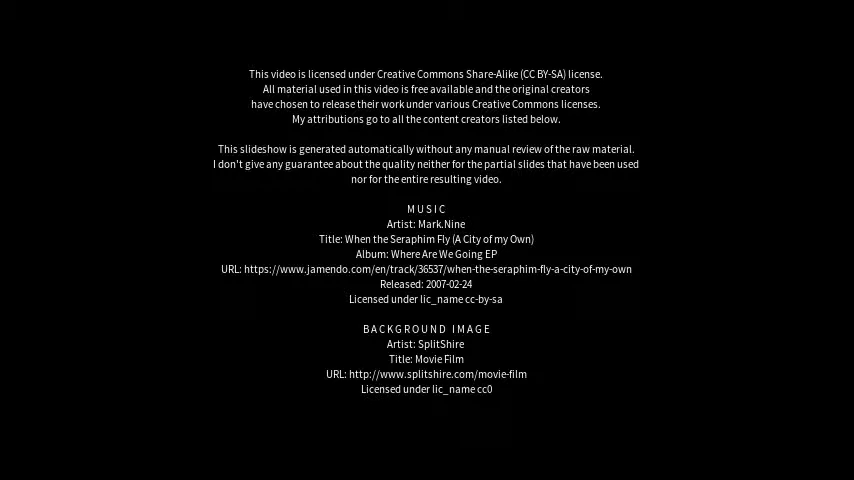 This video is licensed under Creative Commons Share-Alike (CC BY-SA) license.
All material used in this video is free available and the original creators
have chosen to release their work under various Creative Commons licenses.
My attributions go to all the content creators listed below.
This slideshow is generated automatically without any manual review of the raw material.
I don't give any guarantee about the quality neither for the partial slides that have been used
nor for the entire resulting video.
MUSIC
Artist: Mark.Nine
Title: When the Seraphim Fly (A City of my Own)
Album: Where Are We Going EP
URL: https://www.jamendo.com/en/track/36537/when-the-seraphim-fly-a-city-of-my-own
Released: 2007-02-24
Licensed under lic_name cc-by-sa
BACKGROUND IMAGE
Artist: SplitShire
Title: Movie Film
URL: http://www.splitshire.com/movie-film
Licensed under lic_name cc0